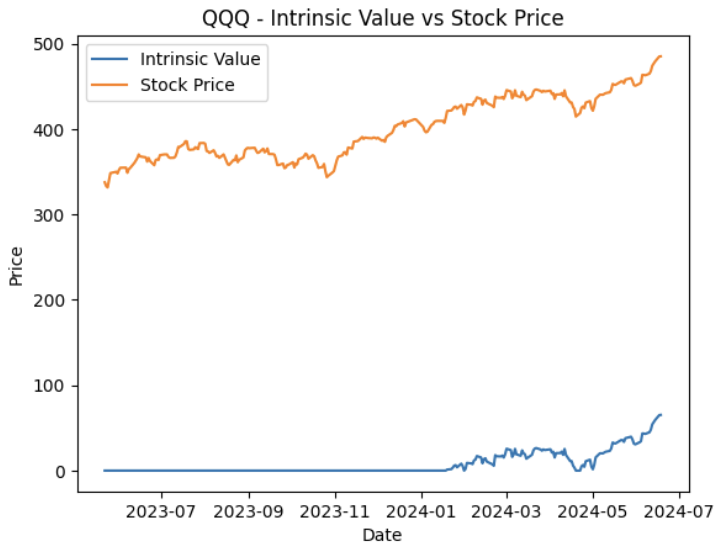 QQQ - Intrinsic Value vs Stock Price
Intrinsic Value
Stock Price
500
400
300
200
100
0
Price
2023-07 2023-09 2023-11 2024-01 2024-03 2024-05 2024-07
Date